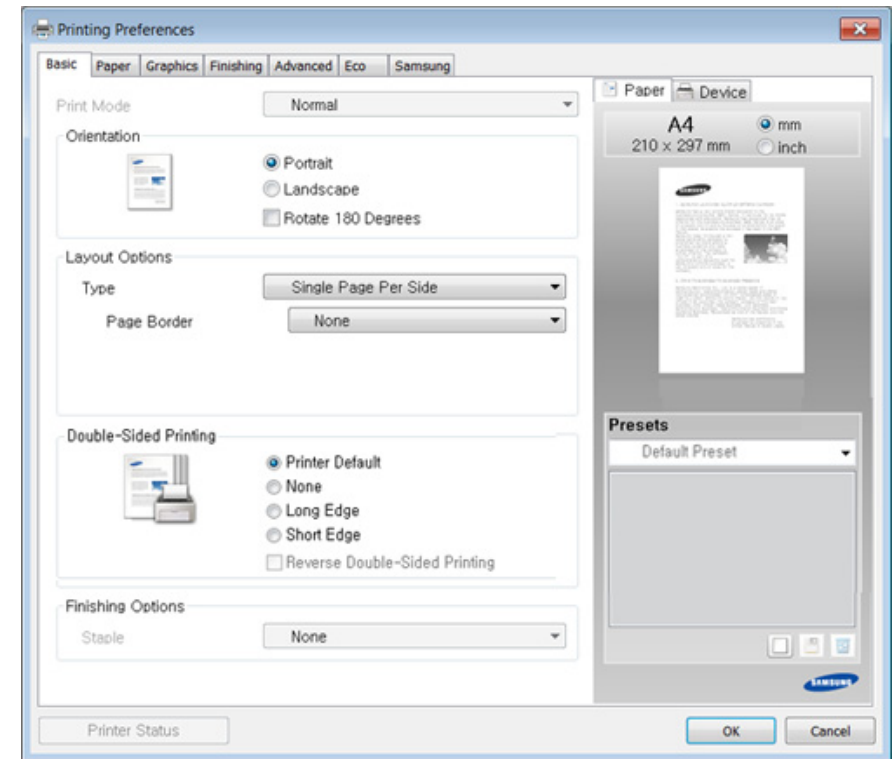 Printing Preferences
Basic Paper Graphics Finishing Advanced Eco Samsung
Print Mode Normal
Orientation
Portrait
Landscape
Rotate 180 Degrees
Layout Options
Type Single Page Per Side
Page Border None
Double-Sided Printing
Printer Default
None
Long Edge
Short Edge
Reverse Double-Sided Printing
Finishing Options
Staple None
Paper Device
A4 mm
210 × 297 mm inch
SAMSUNG
Presets
Default Preset
SAMSUNG
Printer Status OK Cancel